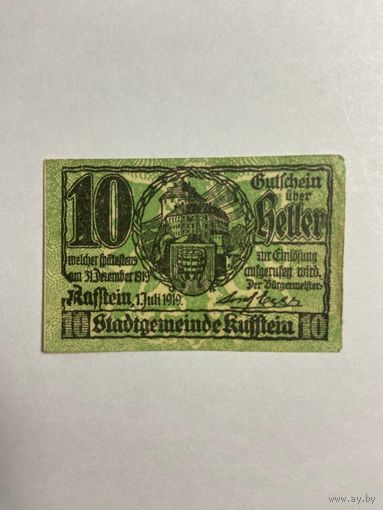 10
Gutschein
über
Heller
welcher spätestens
am 31. Dezember 1919
zur Einlösung
aufgerufen wird.
Der Bürgermeister
Kufstein, 1. Juli 1919.
10 Stadtgemeinde Kufstein 10
www.ay.by